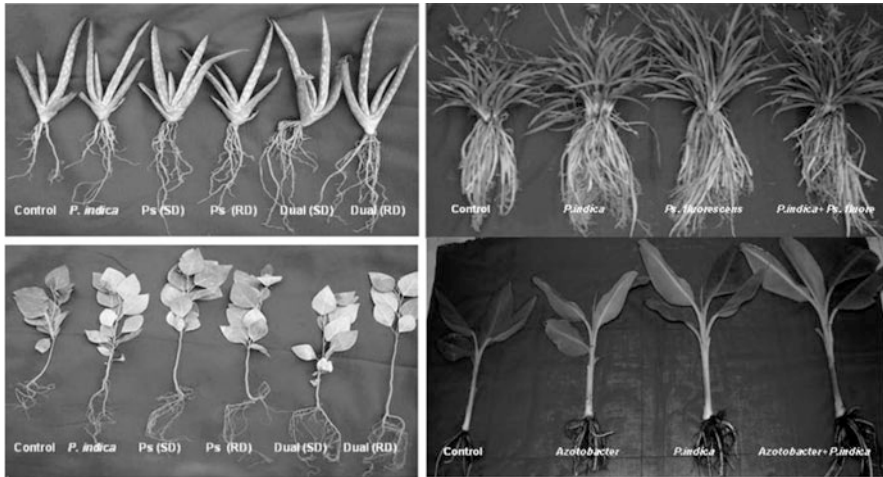 Control P. indica Ps (SD) Ps (RD) Dual (SD) Dual (RD)
Control P.indica Ps. fluorescens P.indica+ Ps. fluore
Control P. indica Ps (SD) Ps (RD) Dual (SD) Dual (RD)
Control Azotobacter P.indica Azotobacter+P.indica